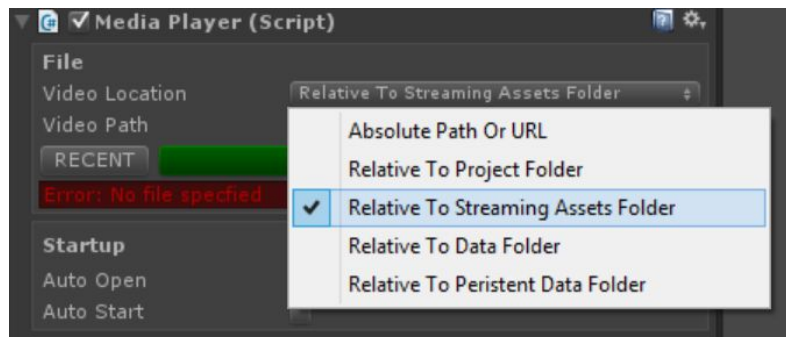 Media Player (Script)
File
Video Location Relative To Streaming Assets Folder
Video Path
Absolute Path Or URL
RECENT
Relative To Project Folder
Error: No file specfied
Relative To Streaming Assets Folder
Startup
Relative To Data Folder
Auto Open
Relative To Peristent Data Folder
Auto Start